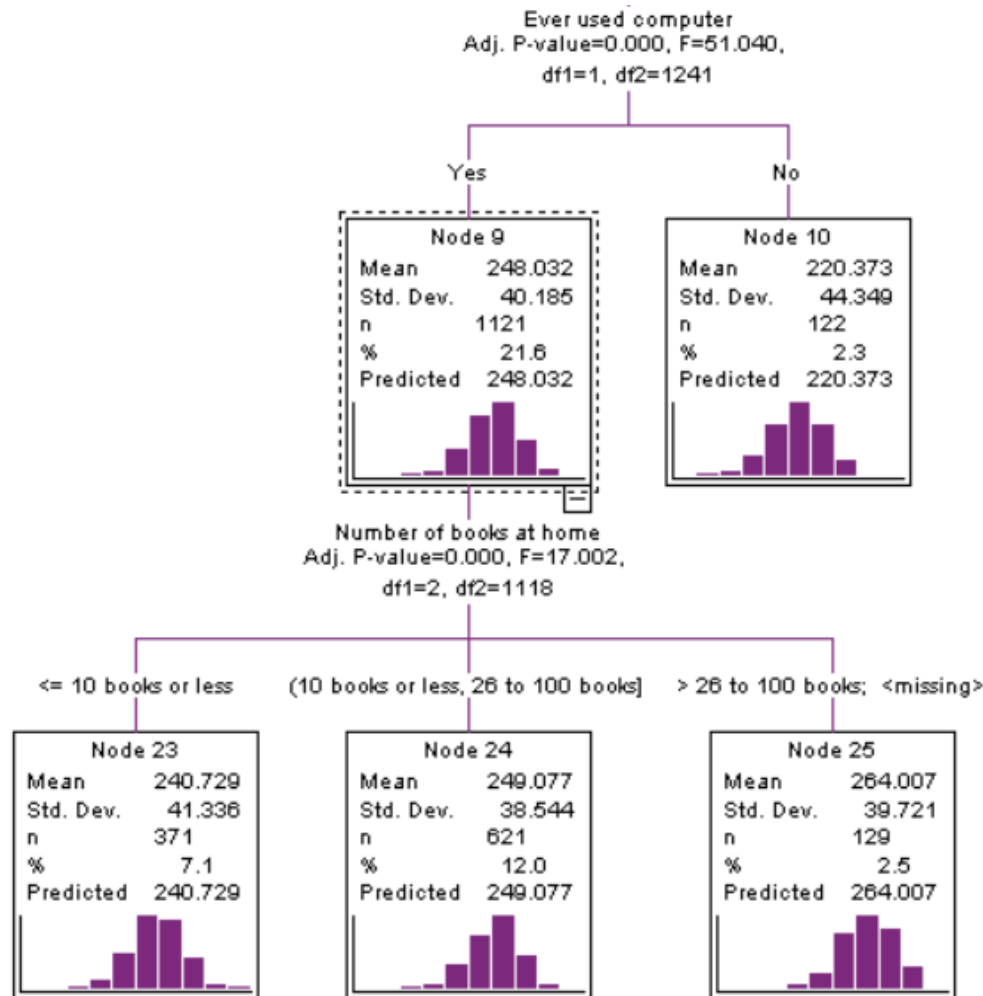 Ever used computer
Adj. P-value=0.000, F=51.040,
df1=1, df2=1241
Yes
No
Node 9
Mean 248.032
Std. Dev. 40.185
n 1121
% 21.6
Predicted 248.032
Node 10
Mean 220.373
Std. Dev. 44.349
n 122
% 2.3
Predicted 220.373
Number of books at home
Adj. P-value=0.000, F=17.002,
df1=2, df2=1118
<= 10 books or less
(10 books or less, 26 to 100 books]
> 26 to 100 books; <missing>
Node 23
Mean 240.729
Std. Dev. 41.336
n 371
% 7.1
Predicted 240.729
Node 24
Mean 249.077
Std. Dev. 38.544
n 621
% 12.0
Predicted 249.077
Node 25
Mean 264.007
Std. Dev. 39.721
n 129
% 2.5
Predicted 264.007